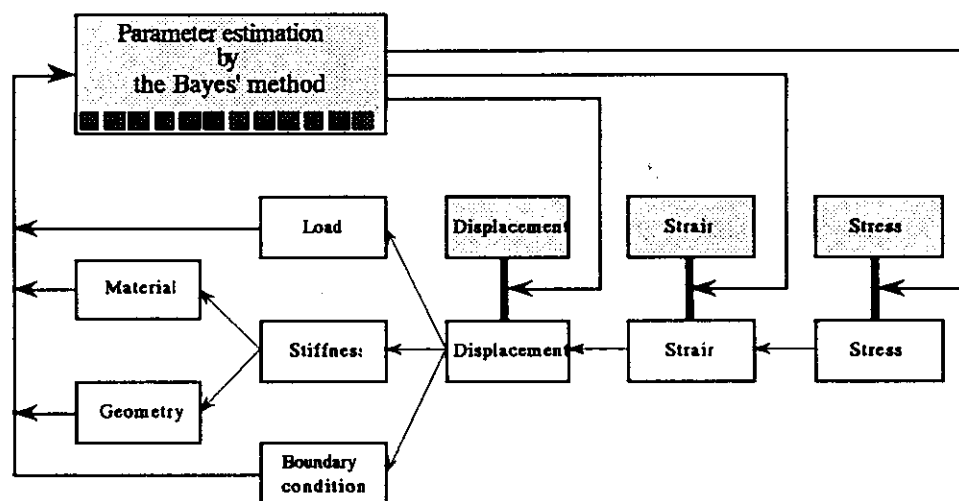 Parameter estimation
by
the Bayes' method
Load
Displacement
Strair
Stress
Material
Stiffness
Displacement
Strair
Stress
Geometry
Boundary
condition